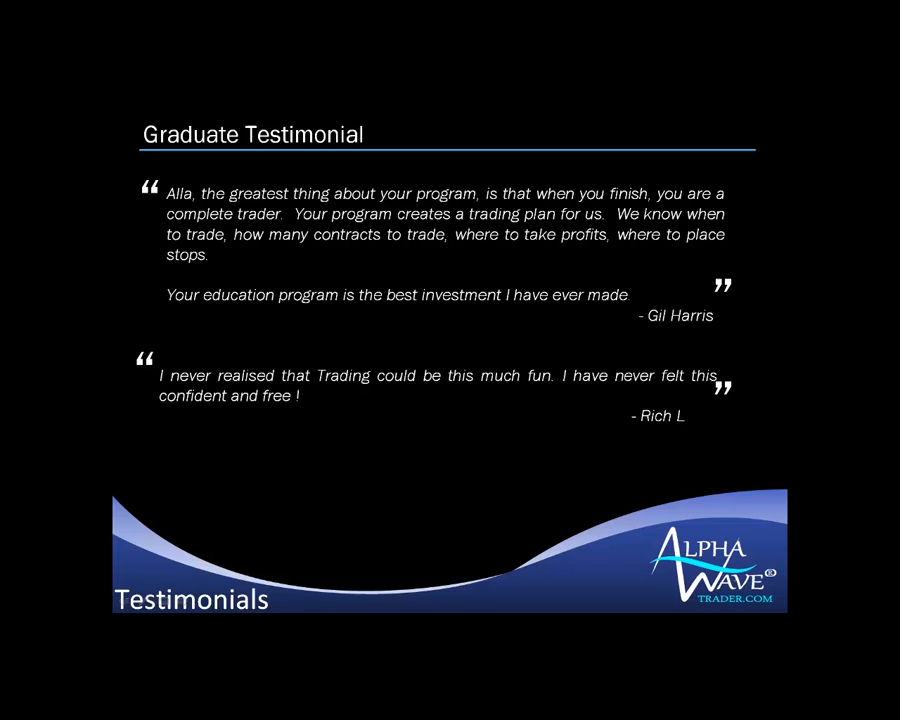 Graduate Testimonial
“ Alla, the greatest thing about your program, is that when you finish, you are a
complete trader. Your program creates a trading plan for us. We know when
to trade, how many contracts to trade, where to take profits, where to place
stops.
Your education program is the best investment I have ever made ”
- Gil Harris
“ I never realised that Trading could be this much fun. I have never felt this
confident and free ! ”
- Rich L
Testimonials
ALPHA
WAVE ®
TRADER.COM